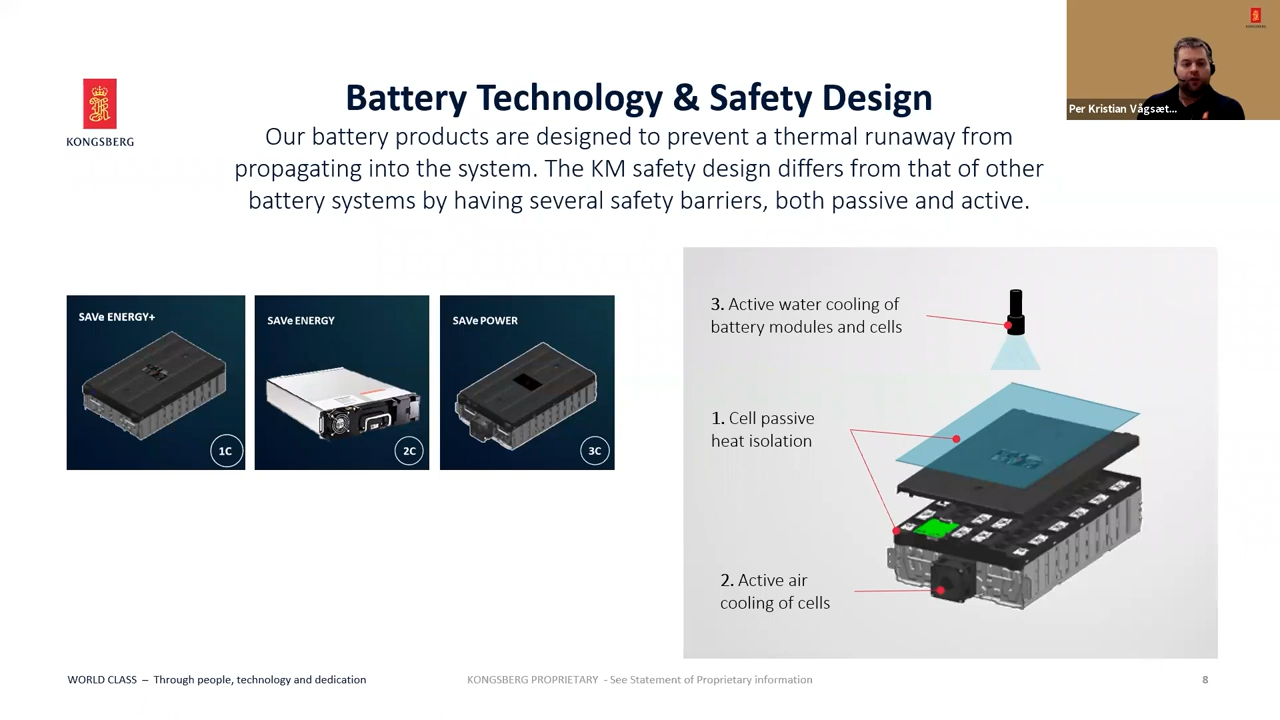 KONGSBERG
Battery Technology & Safety Design
Our battery products are designed to prevent a thermal runaway from
propagating into the system. The KM safety design differs from that of other
battery systems by having several safety barriers, both passive and active.
KONGSBERG
Per Kristian Vågsæt...
SAVe ENERGY+
1C
SAVe ENERGY
2C
SAVe POWER
3C
3. Active water cooling of
battery modules and cells
1. Cell passive
heat isolation
2. Active air
cooling of cells
WORLD CLASS – Through people, technology and dedication
KONGSBERG PROPRIETARY - See Statement of Proprietary information
8